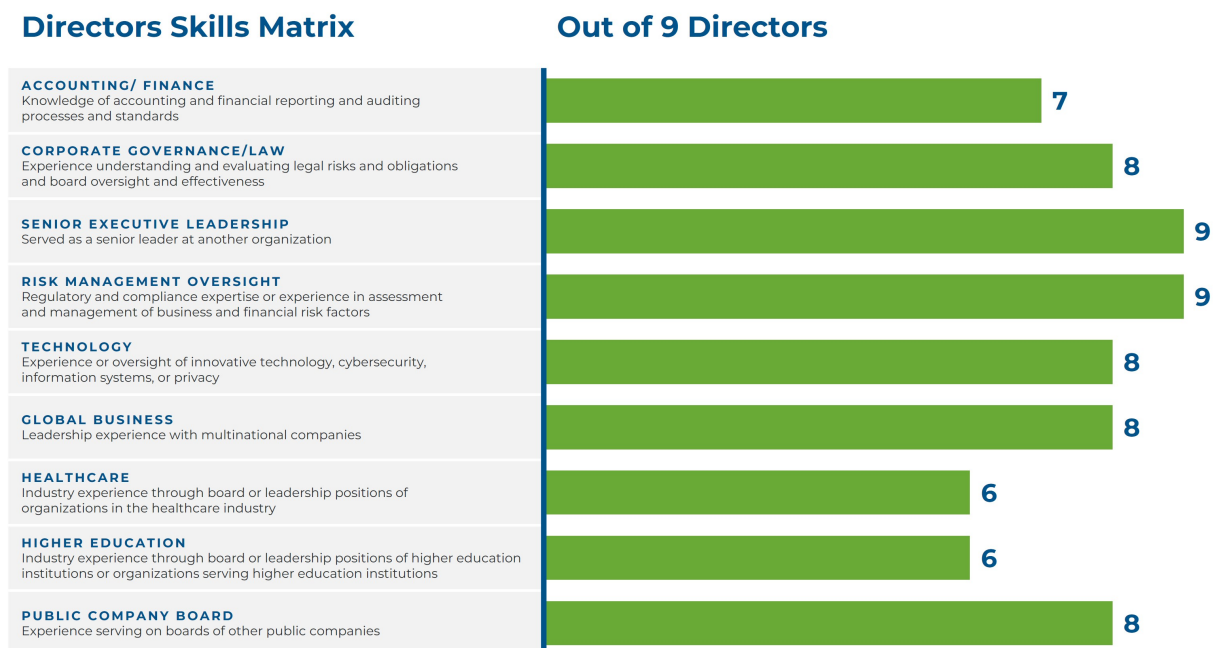 Directors Skills Matrix
Out of 9 Directors
ACCOUNTING/ FINANCE
Knowledge of accounting and financial reporting and auditing
processes and standards
7
CORPORATE GOVERNANCE/LAW
Experience understanding and evaluating legal risks and obligations
and board oversight and effectiveness
8
SENIOR EXECUTIVE LEADERSHIP
Served as a senior leader at another organization
9
RISK MANAGEMENT OVERSIGHT
Regulatory and compliance expertise or experience in assessment
and management of business and financial risk factors
9
TECHNOLOGY
Experience or oversight of innovative technology, cybersecurity,
information systems, or privacy
8
GLOBAL BUSINESS
Leadership experience with multinational companies
8
HEALTHCARE
Industry experience through board or leadership positions of
organizations in the healthcare industry
6
HIGHER EDUCATION
Industry experience through board or leadership positions of higher education
institutions or organizations serving higher education institutions
6
PUBLIC COMPANY BOARD
Experience serving on boards of other public companies
8